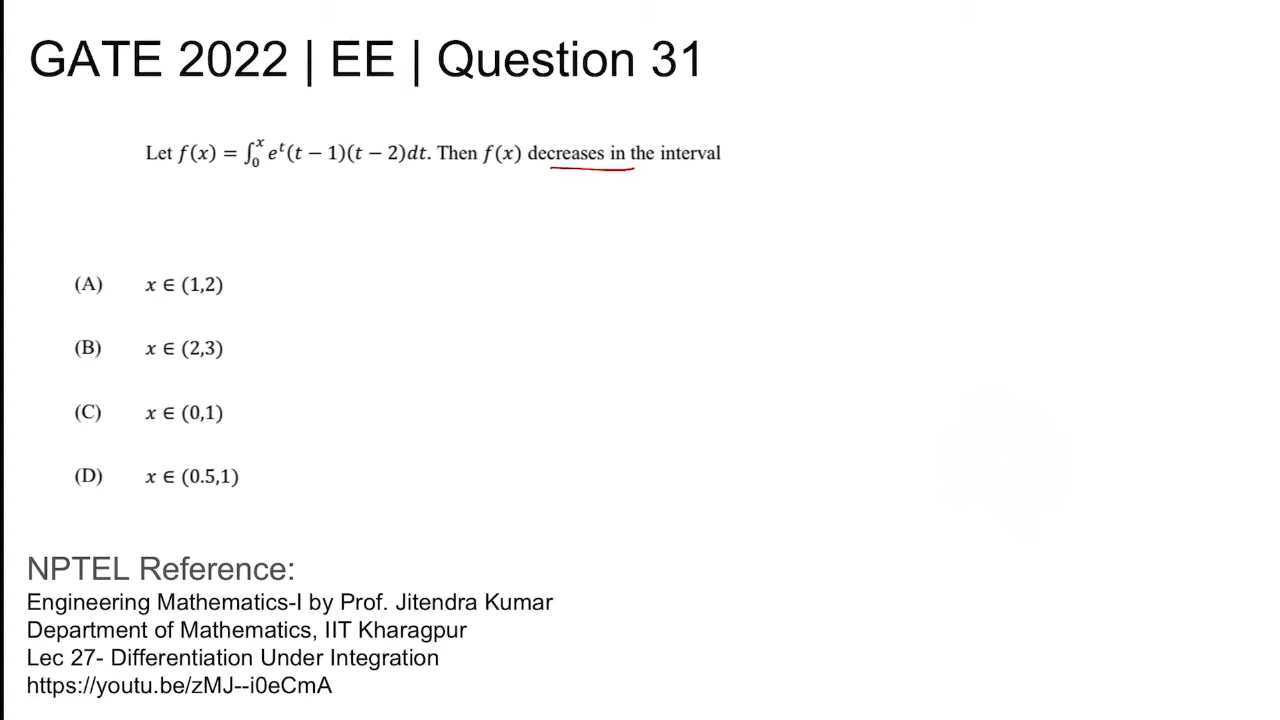 GATE 2022 | EE | Question 31
Let f(x) = ∫₀ˣ eᵗ(t − 1)(t − 2)dt. Then f(x) decreases in the interval
(A) x ∈ (1,2)
(B) x ∈ (2,3)
(C) x ∈ (0,1)
(D) x ∈ (0.5,1)
NPTEL Reference:
Engineering Mathematics-I by Prof. Jitendra Kumar
Department of Mathematics, IIT Kharagpur
Lec 27- Differentiation Under Integration
https://youtu.be/zMJ--i0eCmA